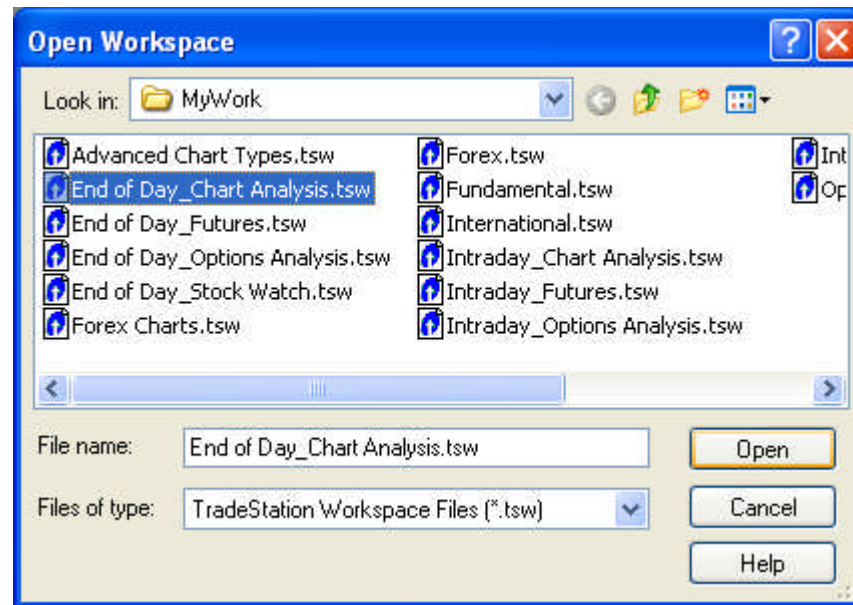 Open Workspace
Look in: MyWork
Advanced Chart Types.tsw
End of Day_Chart Analysis.tsw
End of Day_Futures.tsw
End of Day_Options Analysis.tsw
End of Day_Stock Watch.tsw
Forex Charts.tsw
Forex.tsw
Fundamental.tsw
International.tsw
Intraday_Chart Analysis.tsw
Intraday_Futures.tsw
Intraday_Options Analysis.tsw
Int
File name: End of Day_Chart Analysis.tsw
Open
Files of type: TradeStation Workspace Files (*.tsw)
Cancel
Help